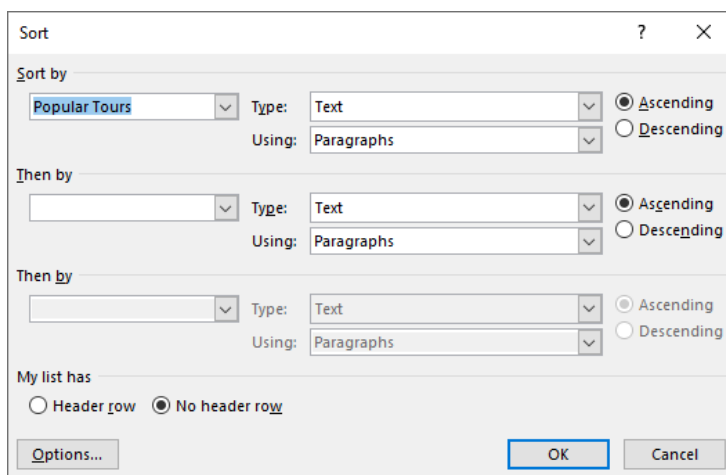 Sort ?
Sort by
Popular Tours Type: Text Ascending
Using: Paragraphs Descending
Then by
Type: Text Ascending
Using: Paragraphs Descending
Then by
Type: Text Ascending
Using: Paragraphs Descending
My list has
Header row No header row
Options... OK Cancel